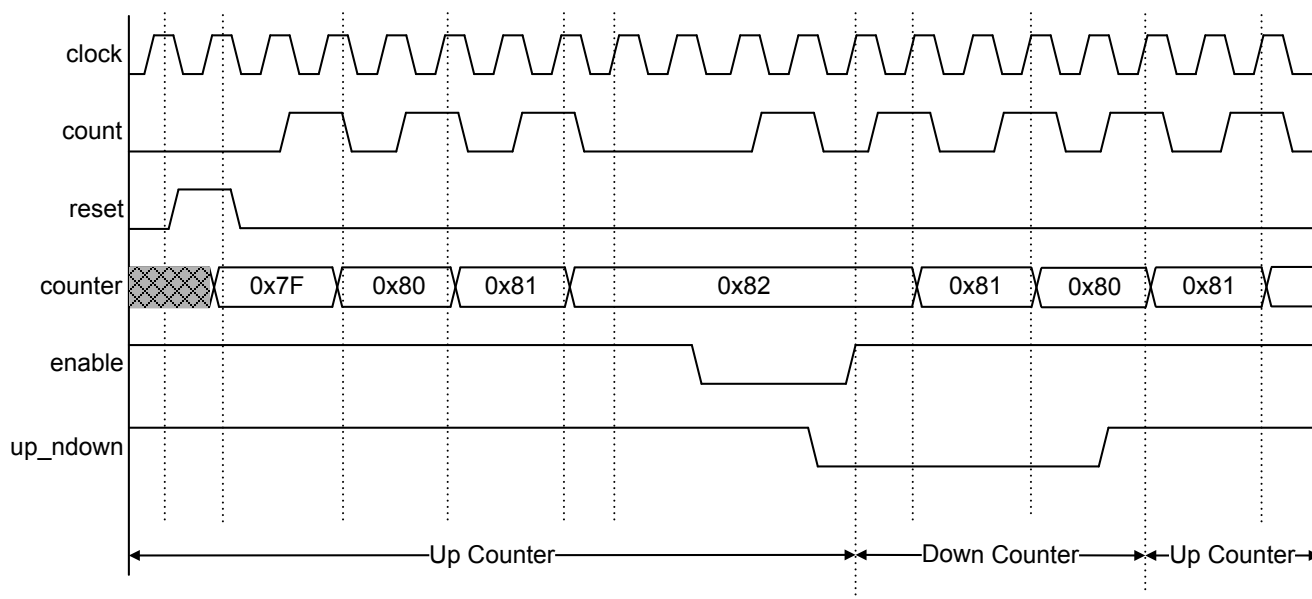 clock
count
reset
counter 0x7F 0x80 0x81 0x82 0x81 0x80 0x81
enable
up_ndown
Up Counter Down Counter Up Counter